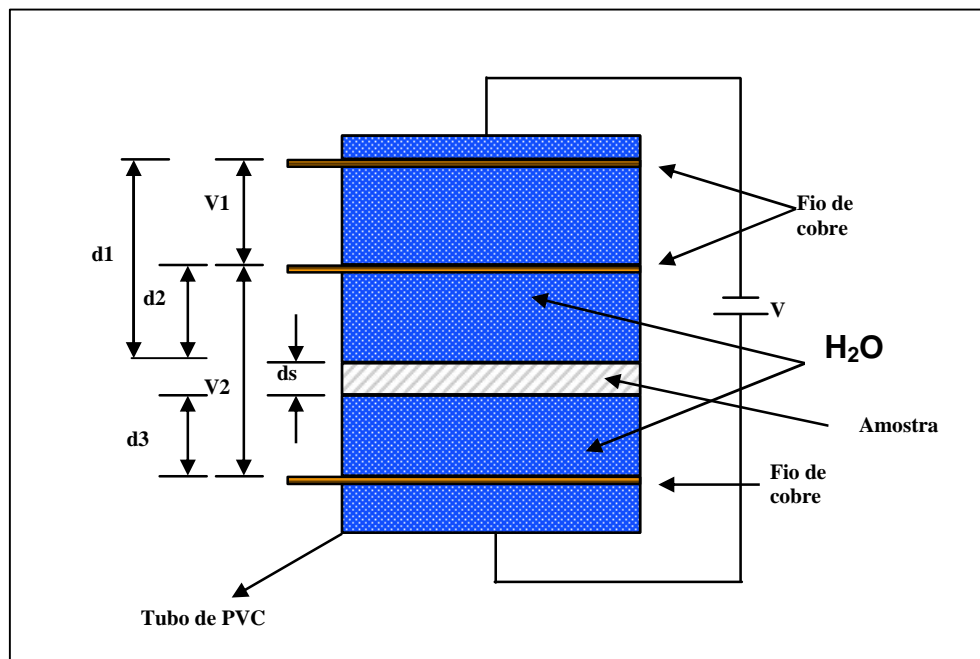 V1
Fio de
cobre
d1
d2
V
H₂O
V2
ds
Amostra
d3
Fio de
cobre
Tubo de PVC